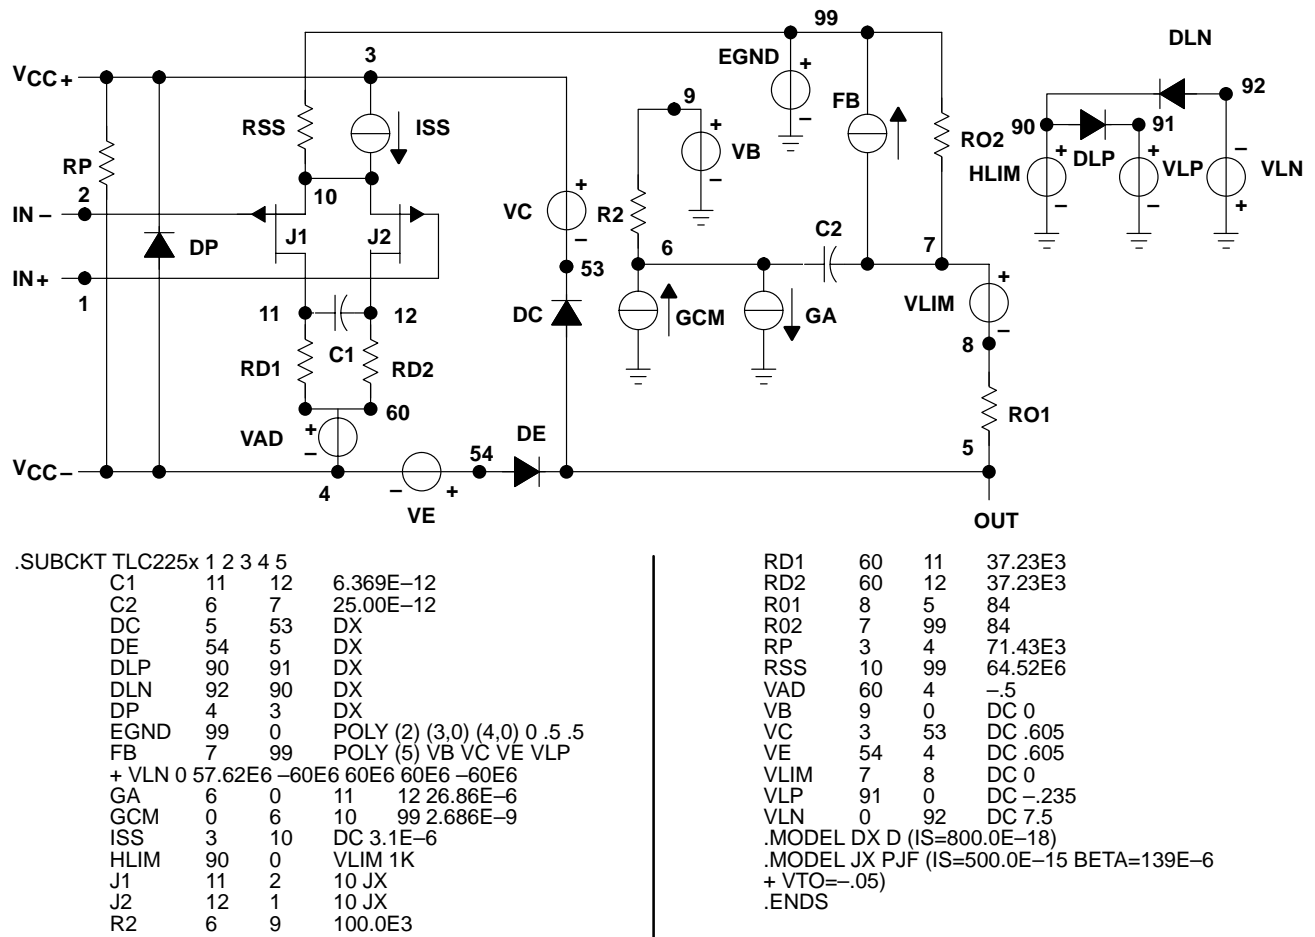 99
3
DLN
VCC+
EGND
+
9
FB
92
RSS
ISS
+
90
91
RP
VB
RO2
DLP
HLIM
VLP
VLN
2
10
IN −
J1
J2
VC
R2
C2
DP
6
7
IN+
1
53
VLIM
11
12
DC
GCM
GA
C1
8
RD1
RD2
60
RO1
VAD
DE
54
5
VCC−
4
VE
OUT
.SUBCKT TLC225x 1 2 3 4 5
C1 11 12 6.369E–12
C2 6 7 25.00E–12
DC 5 53 DX
DE 54 5 DX
DLP 90 91 DX
DLN 92 90 DX
DP 4 3 DX
EGND 99 0 POLY (2) (3,0) (4,0) 0 .5 .5
FB 7 99 POLY (5) VB VC VE VLP
+ VLN 0 57.62E6 –60E6 60E6 60E6 –60E6
GA 6 0 11 12 26.86E–6
GCM 0 6 10 99 2.686E–9
ISS 3 10 DC 3.1E–6
HLIM 90 0 VLIM 1K
J1 11 2 10 JX
J2 12 1 10 JX
R2 6 9 100.0E3
RD1 60 11 37.23E3
RD2 60 12 37.23E3
R01 8 5 84
R02 7 99 84
RP 3 4 71.43E3
RSS 10 99 64.52E6
VAD 60 4 –.5
VB 9 0 DC 0
VC 3 53 DC .605
VE 54 4 DC .605
VLIM 7 8 DC 0
VLP 91 0 DC –.235
VLN 0 92 DC 7.5
.MODEL DX D (IS=800.0E–18)
.MODEL JX PJF (IS=500.0E–15 BETA=139E–6
+ VTO=–.05)
.ENDS